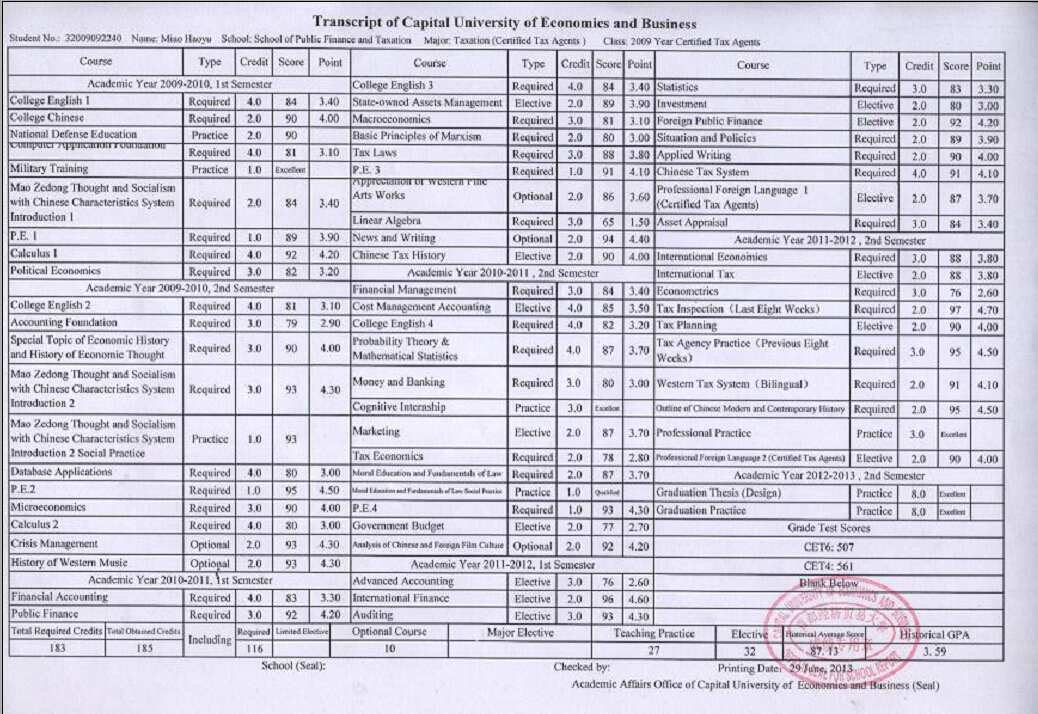 Transcript of Capital University of Economics and Business
Student No.: 32009092240 Name: Miao Haoyu School: School of Public Finance and Taxation Major: Taxation (Certified Tax Agents ) Class: 2009 Year Certified Tax Agents
Course Type Credit Score Point
Academic Year 2009-2010, 1st Semester
College English 1 Required 4.0 84 3.40
College Chinese Required 2.0 90 4.00
National Defense Education Practice 2.0 90
Computer Application Foundation Required 4.0 81 3.10
Military Training Practice 1.0 Excellent
Mao Zedong Thought and Socialism
with Chinese Characteristics System Required 2.0 84 3.40
Introduction 1
P.E. 1 Required 1.0 89 3.90
Calculus 1 Required 4.0 92 4.20
Political Economics Required 3.0 82 3.20
Academic Year 2009-2010, 2nd Semester
College English 2 Required 4.0 81 3.10
Accounting Foundation Required 3.0 79 2.90
Special Topic of Economic History
and History of Economic Thought Required 3.0 90 4.00
Mao Zedong Thought and Socialism
with Chinese Characteristics System Required 3.0 93 4.30
Introduction 2
Mao Zedong Thought and Socialism
with Chinese Characteristics System Practice 1.0 93
Introduction 2 Social Practice
Database Applications Required 4.0 80 3.00
P.E.2 Required 1.0 95 4.50
Microeconomics Required 3.0 90 4.00
Calculus 2 Required 4.0 80 3.00
Crisis Management Optional 2.0 93 4.30
History of Western Music Optional 2.0 93 4.30
Academic Year 2010-2011, 1st Semester
Financial Accounting Required 4.0 83 3.30
Public Finance Required 3.0 92 4.20
Course Type Credit Score Point
College English 3 Required 4.0 84 3.40
State-owned Assets Management Elective 2.0 89 3.90
Macroeconomics Required 3.0 81 3.10
Basic Principles of Marxism Required 2.0 80 3.00
Tax Laws Required 3.0 88 3.80
P.E. 3 Required 1.0 91 4.10
Appreciation of Western Fine
Arts Works Optional 2.0 86 3.60
Linear Algebra Required 3.0 65 1.50
News and Writing Optional 2.0 94 4.40
Chinese Tax History Elective 2.0 90 4.00
Academic Year 2010-2011 , 2nd Semester
Financial Management Required 3.0 84 3.40
Cost Management Accounting Elective 4.0 85 3.50
College English 4 Required 4.0 82 3.20
Probability Theory &
Mathematical Statistics Required 4.0 87 3.70
Money and Banking Required 3.0 80 3.00
Cognitive Internship Practice 3.0 Excellent
Marketing Elective 2.0 87 3.70
Tax Economics Elective 2.0 78 2.80
Moral Education and Fundamentals of Law Required 2.0 87 3.70
Moral Education and Fundamentals of Law Social Practice Practice 1.0 Qualified
P.E.4 Required 1.0 93 4.30
Government Budget Elective 2.0 77 2.70
Analysis of Chinese and Foreign Film Culture Optional 2.0 92 4.20
Academic Year 2011-2012, 1st Semester
Advanced Accounting Elective 3.0 76 2.60
International Finance Elective 2.0 96 4.60
Auditing Elective 3.0 93 4.30
Course Type Credit Score Point
Statistics Required 3.0 83 3.30
Investment Elective 2.0 80 3.00
Foreign Public Finance Elective 2.0 92 4.20
Situation and Policies Required 2.0 89 3.90
Applied Writing Required 2.0 90 4.00
Chinese Tax System Required 4.0 91 4.10
Professional Foreign Language 1
(Certified Tax Agents) Elective 2.0 87 3.70
Asset Appraisal Required 3.0 84 3.40
Academic Year 2011-2012 , 2nd Semester
International Economics Required 3.0 88 3.80
International Tax Elective 2.0 88 3.80
Econometrics Required 3.0 76 2.60
Tax Inspection (Last Eight Weeks) Required 2.0 97 4.70
Tax Planning Elective 2.0 90 4.00
Tax Agency Practice (Previous Eight
Weeks) Required 3.0 95 4.50
Western Tax System (Bilingual) Required 2.0 91 4.10
Outline of Chinese Modern and Contemporary History Required 2.0 95 4.50
Professional Practice Practice 3.0 Excellent
Professional Foreign Language 2 (Certified Tax Agents) Elective 2.0 90 4.00
Academic Year 2012-2013 , 2nd Semester
Graduation Thesis (Design) Practice 8.0 Excellent
Graduation Practice Practice 8.0 Excellent
Grade Test Scores
CET6: 507
CET4: 561
Blank Below
Total Required Credits Total Obtained Credits Including Required Limited Elective Optional Course Major Elective Teaching Practice Elective Historical Average Score Historical GPA
183 185 116 10 27 32 87.13 3.59
School (Seal): Checked by: Printing Date: 29 June, 2013
Academic Affairs Office of Capital University of Economics and Business (Seal)